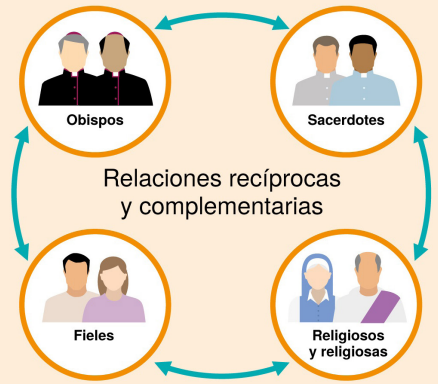 Obispos
Sacerdotes
Relaciones recíprocas
y complementarias
Fieles
Religiosos
y religiosas